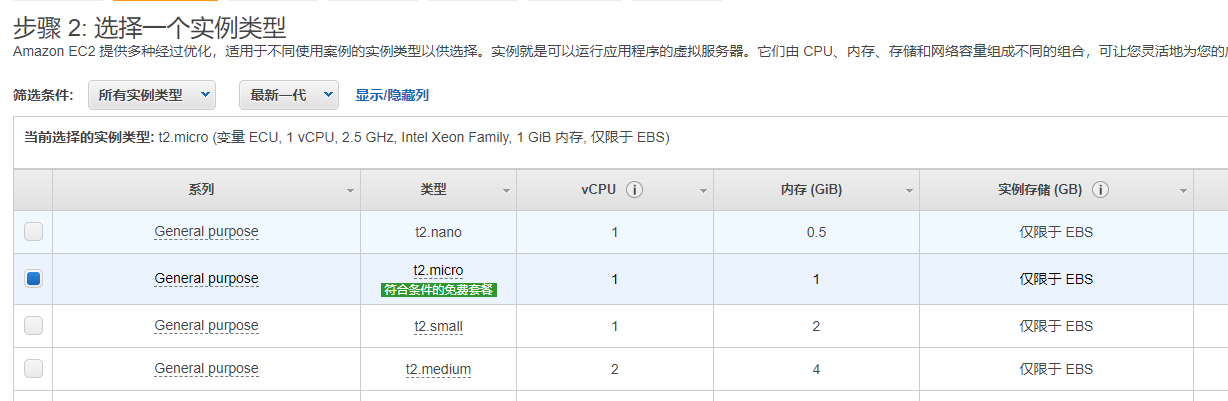 步骤 2: 选择一个实例类型
Amazon EC2 提供多种经过优化，适用于不同使用案例的实例类型以供选择。实例就是可以运行应用程序的虚拟服务器。它们由 CPU、内存、存储和网络容量组成不同的组合，可让您灵活地为您的
筛选条件: 所有实例类型 最新一代 显示/隐藏列
当前选择的实例类型: t2.micro (变量 ECU, 1 vCPU, 2.5 GHz, Intel Xeon Family, 1 GiB 内存, 仅限于 EBS)
系列 类型 vCPU i 内存 (GiB) 实例存储 (GB) i
General purpose t2.nano 1 0.5 仅限于 EBS
General purpose t2.micro 1 1 仅限于 EBS
符合条件的免费套餐
General purpose t2.small 1 2 仅限于 EBS
General purpose t2.medium 2 4 仅限于 EBS